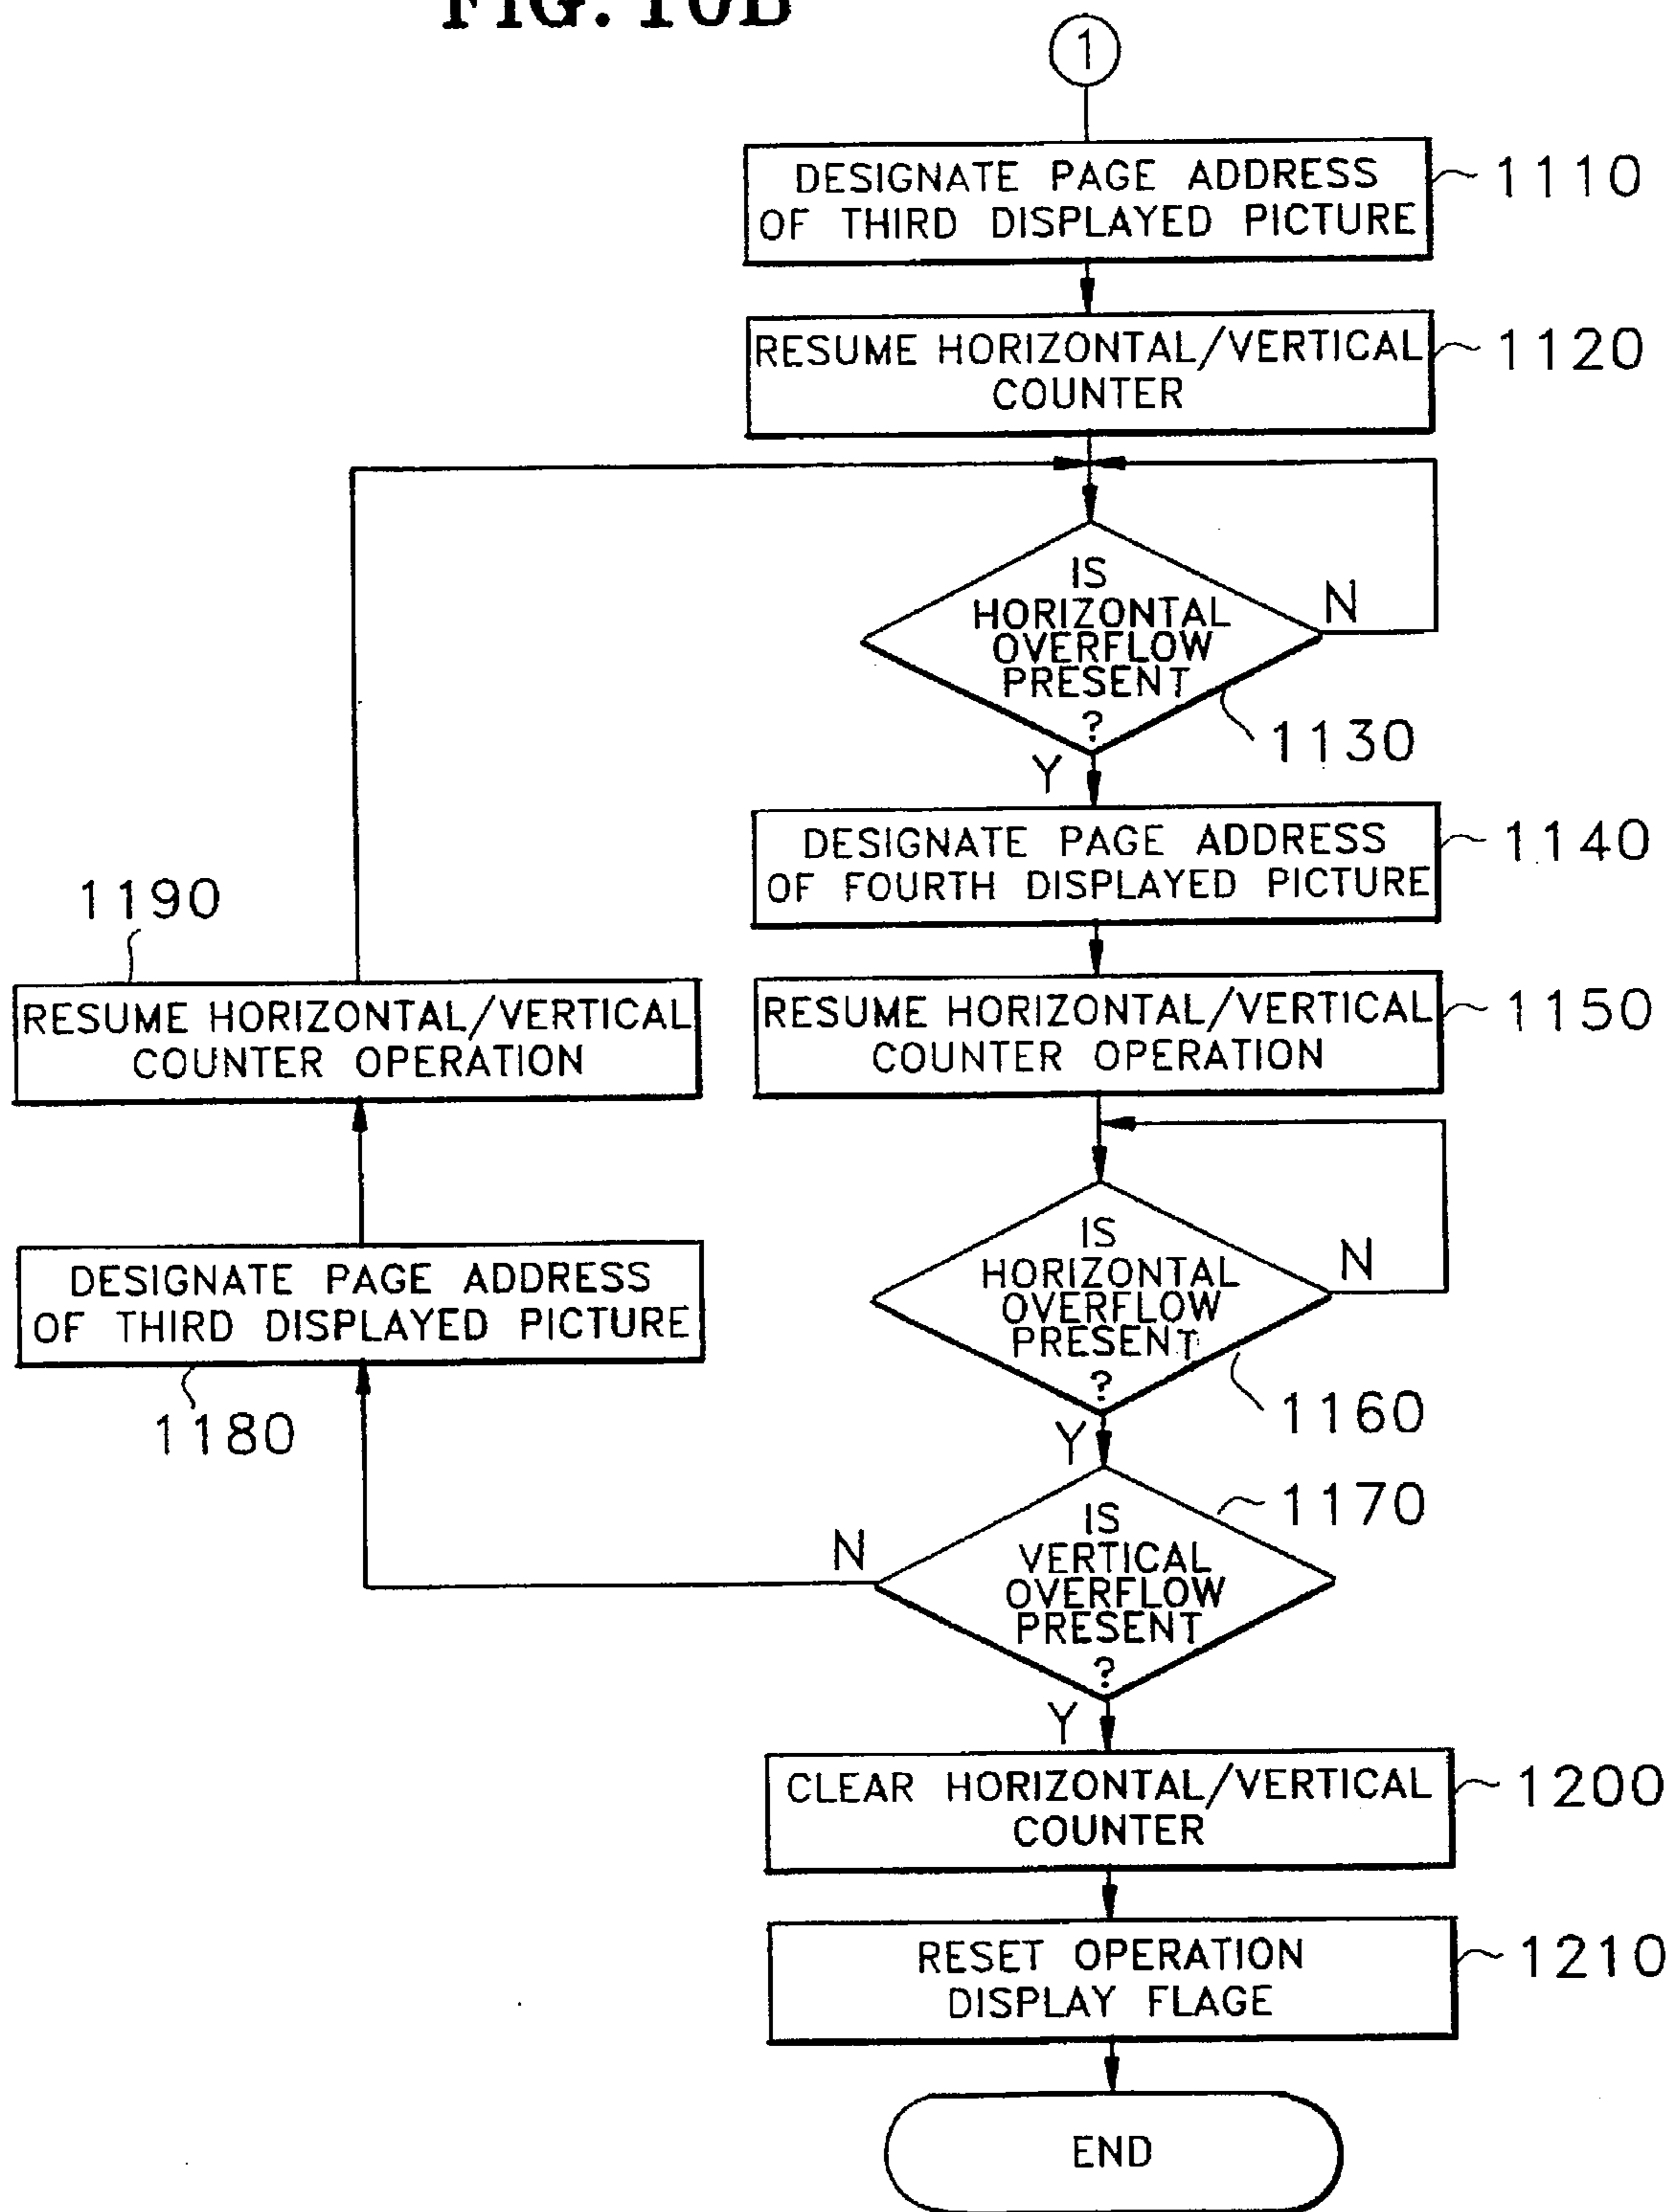 FIG. 10B
1
DESIGNATE PAGE ADDRESS
OF THIRD DISPLAYED PICTURE
1110
RESUME HORIZONTAL/VERTICAL
COUNTER
1120
IS
HORIZONTAL
OVERFLOW
PRESENT
?
N
1130
Y
DESIGNATE PAGE ADDRESS
OF FOURTH DISPLAYED PICTURE
1140
1190
RESUME HORIZONTAL/VERTICAL
COUNTER OPERATION
RESUME HORIZONTAL/VERTICAL
COUNTER OPERATION
1150
IS
HORIZONTAL
OVERFLOW
PRESENT
?
N
1160
Y
DESIGNATE PAGE ADDRESS
OF THIRD DISPLAYED PICTURE
1180
IS
VERTICAL
OVERFLOW
PRESENT
?
1170
N
Y
CLEAR HORIZONTAL/VERTICAL
COUNTER
1200
RESET OPERATION
DISPLAY FLAGE
1210
END